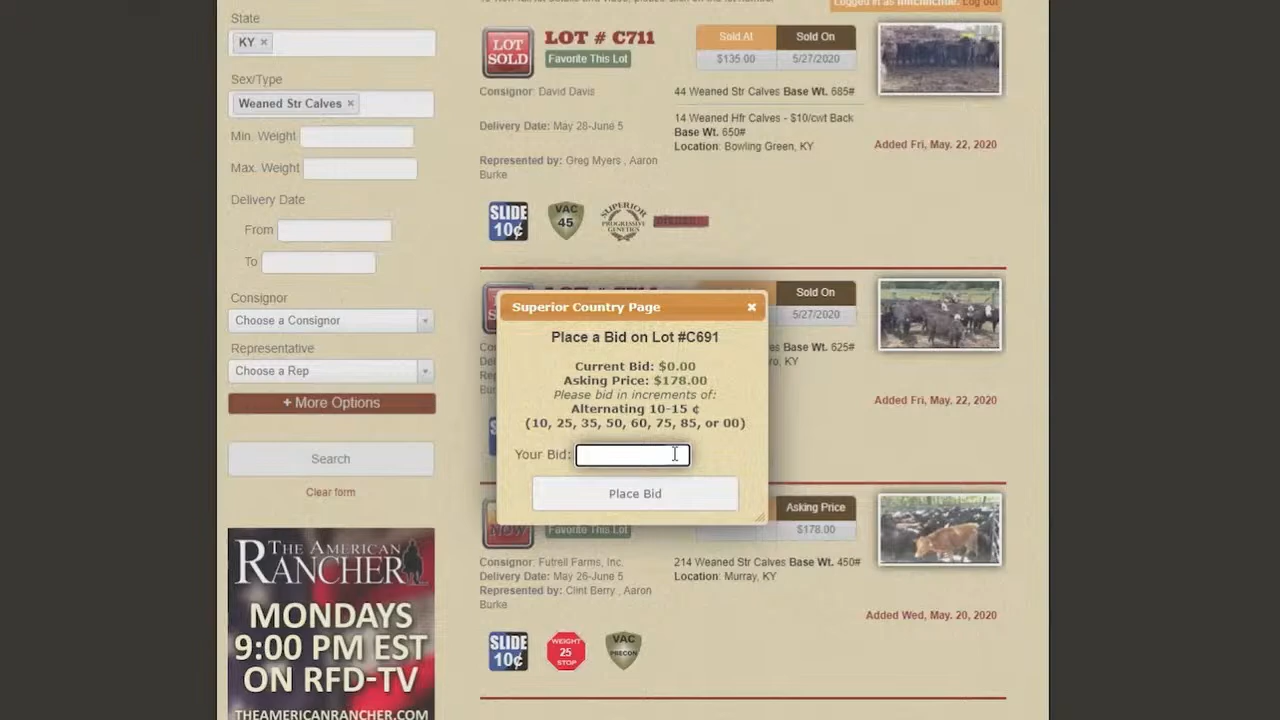 State
KY ×
Sex/Type
Weaned Str Calves ×
Min. Weight
Max. Weight
Delivery Date
From
To
Consignor
Choose a Consignor
Representative
Choose a Rep
+ More Options
Search
Clear form
THE AMERICAN
RANCHER
MONDAYS
9:00 PM EST
ON RFD-TV
THEAMERICANRANCHER.COM
Logged in as
Log out
LOT
SOLD
LOT # C711
Favorite This Lot
Sold At
Sold On
$135.00
5/27/2020
Consignor: David Davis
44 Weaned Str Calves Base Wt. 685#
Delivery Date: May 28-June 5
14 Weaned Hfr Calves - $10/cwt Back
Base Wt. 650#
Location: Bowling Green, KY
Represented by: Greg Myers , Aaron
Burke
Added Fri, May. 22, 2020
SLIDE
10¢
VAC
45
SUPERIOR
PROGRESSIVE
GENETICS
Sold On
5/27/2020
Base Wt. 625#
KY
Added Fri, May. 22, 2020
Superior Country Page ×
Place a Bid on Lot #C691
Current Bid: $0.00
Asking Price: $178.00
Please bid in increments of:
Alternating 10-15 ¢
(10, 25, 35, 50, 60, 75, 85, or 00)
Your Bid:
Place Bid
NOW
Favorite This Lot
Asking Price
$178.00
Consignor: Futrell Farms, Inc.
Delivery Date: May 26-June 5
Represented by: Clint Berry , Aaron
Burke
214 Weaned Str Calves Base Wt. 450#
Location: Murray, KY
Added Wed, May. 20, 2020
SLIDE
10¢
WEIGHT
25
STOP
VAC
PRECON